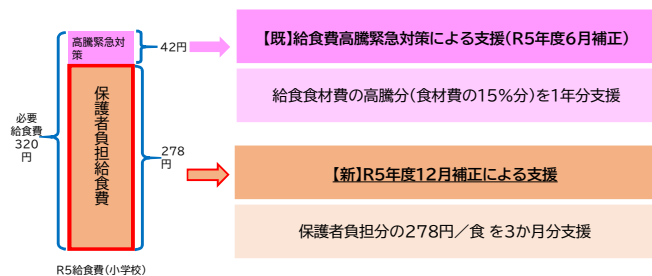 高騰緊急対
策
42円
【既】給食費高騰緊急対策による支援(R5年度6月補正)
給食食材費の高騰分(食材費の15%分)を1年分支援
必要
給食費
320
円
保護者負担給食費
278
円
【新】R5年度12月補正による支援
保護者負担分の278円/食 を3か月分支援
R5給食費(小学校)